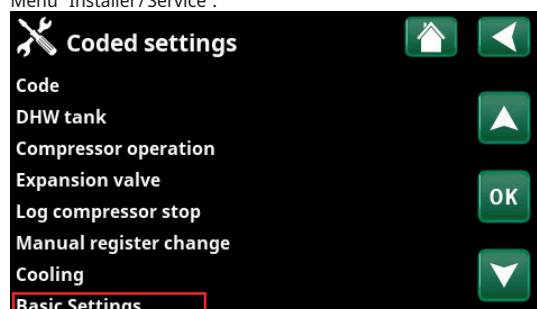 Menu "Installer/Service".
Coded settings
Code
DHW tank
Compressor operation
Expansion valve
Log compressor stop
Manual register change
Cooling
Basic Settings
OK